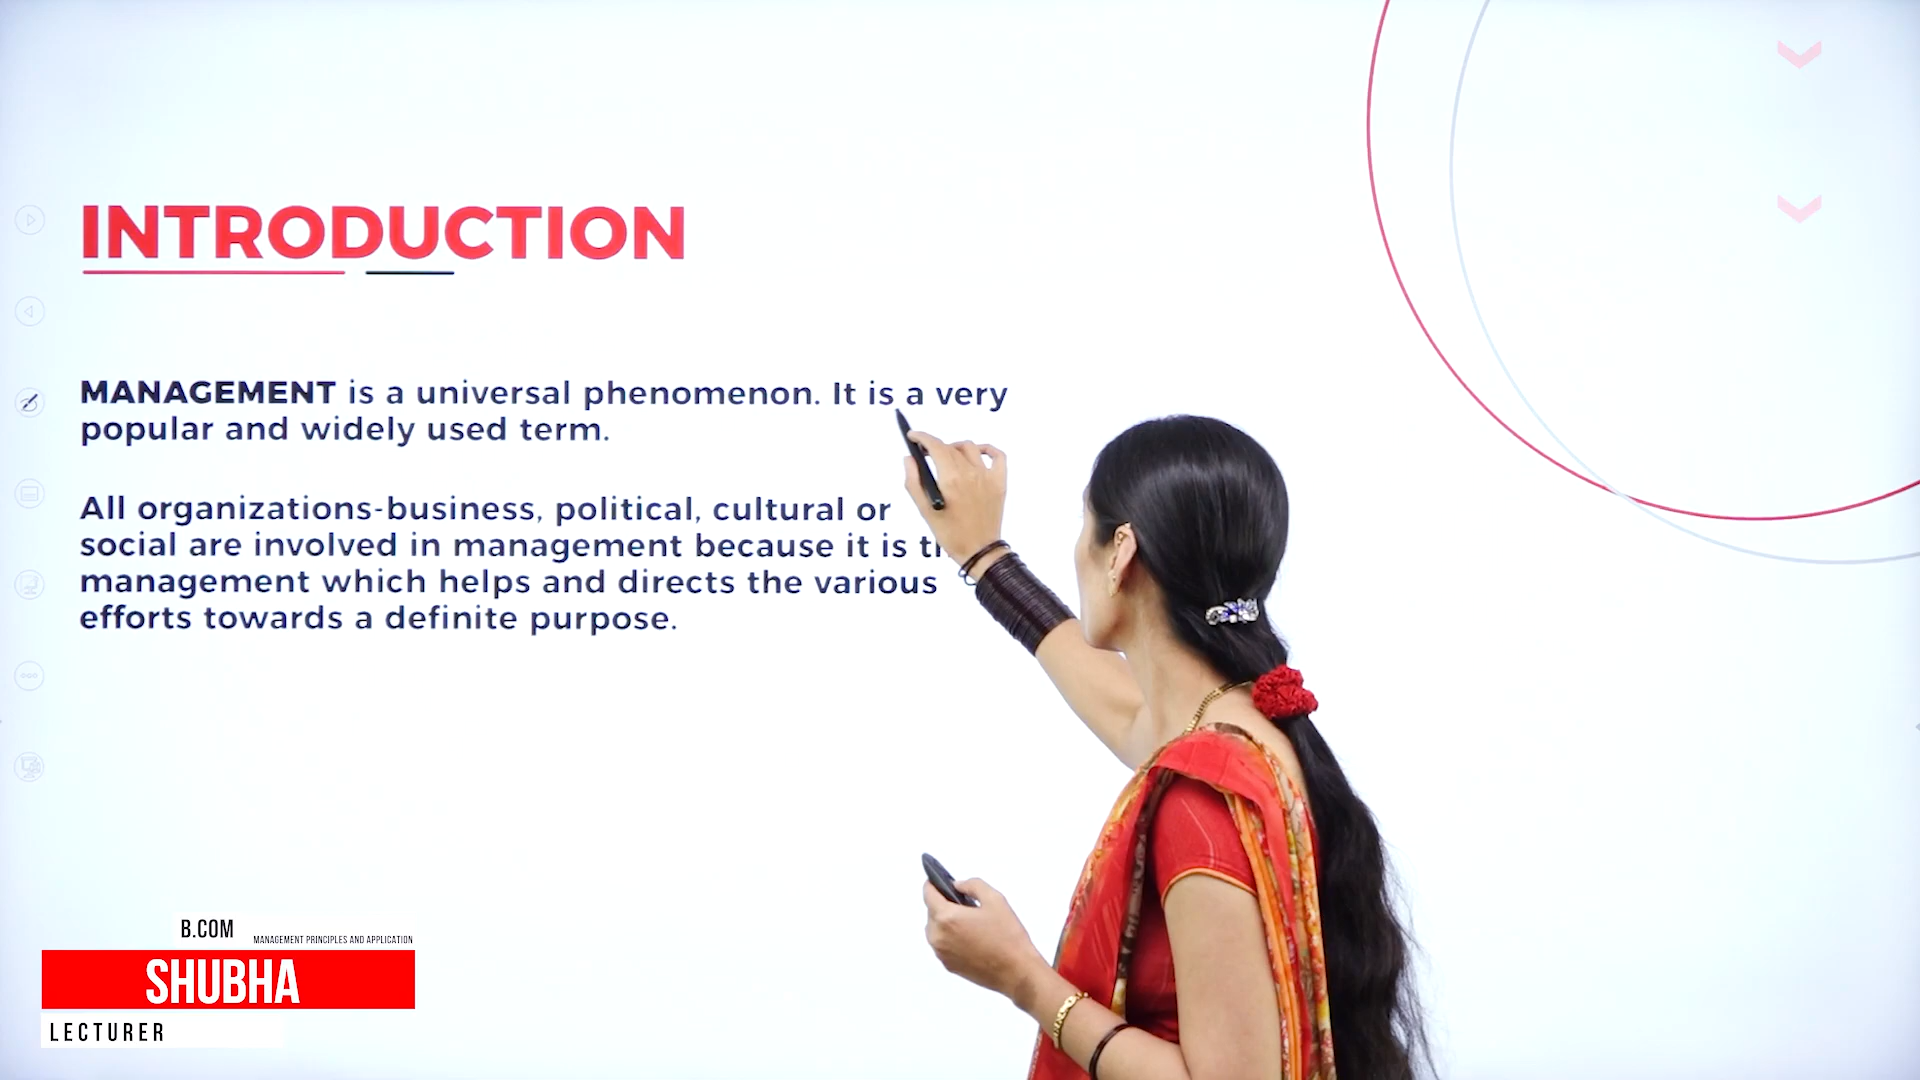 INTRODUCTION
MANAGEMENT is a universal phenomenon. It is a very
popular and widely used term.
All organizations-business, political, cultural or
social are involved in management because it is
management which helps and directs the various
efforts towards a definite purpose.
B.COM
MANAGEMENT PRINCIPLES AND APPLICATION
SHUBHA
LECTURER